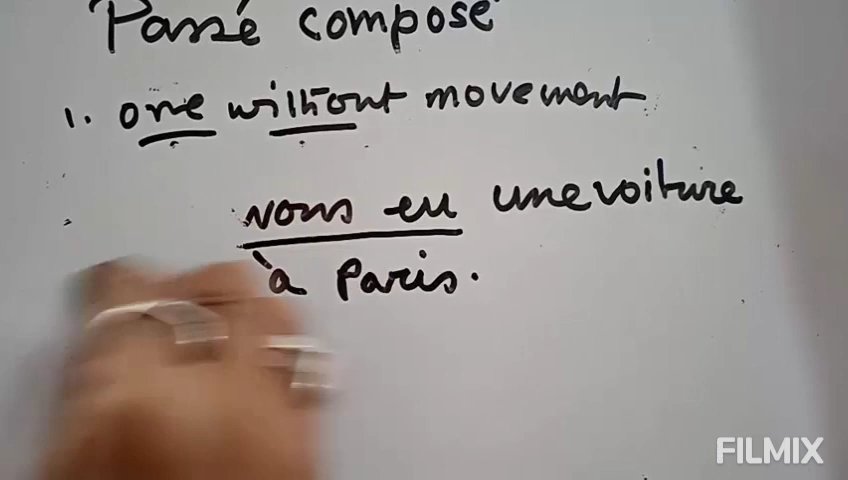 Passé composé
1. one without movement
nous eu une voiture
à Paris.
FILMIX